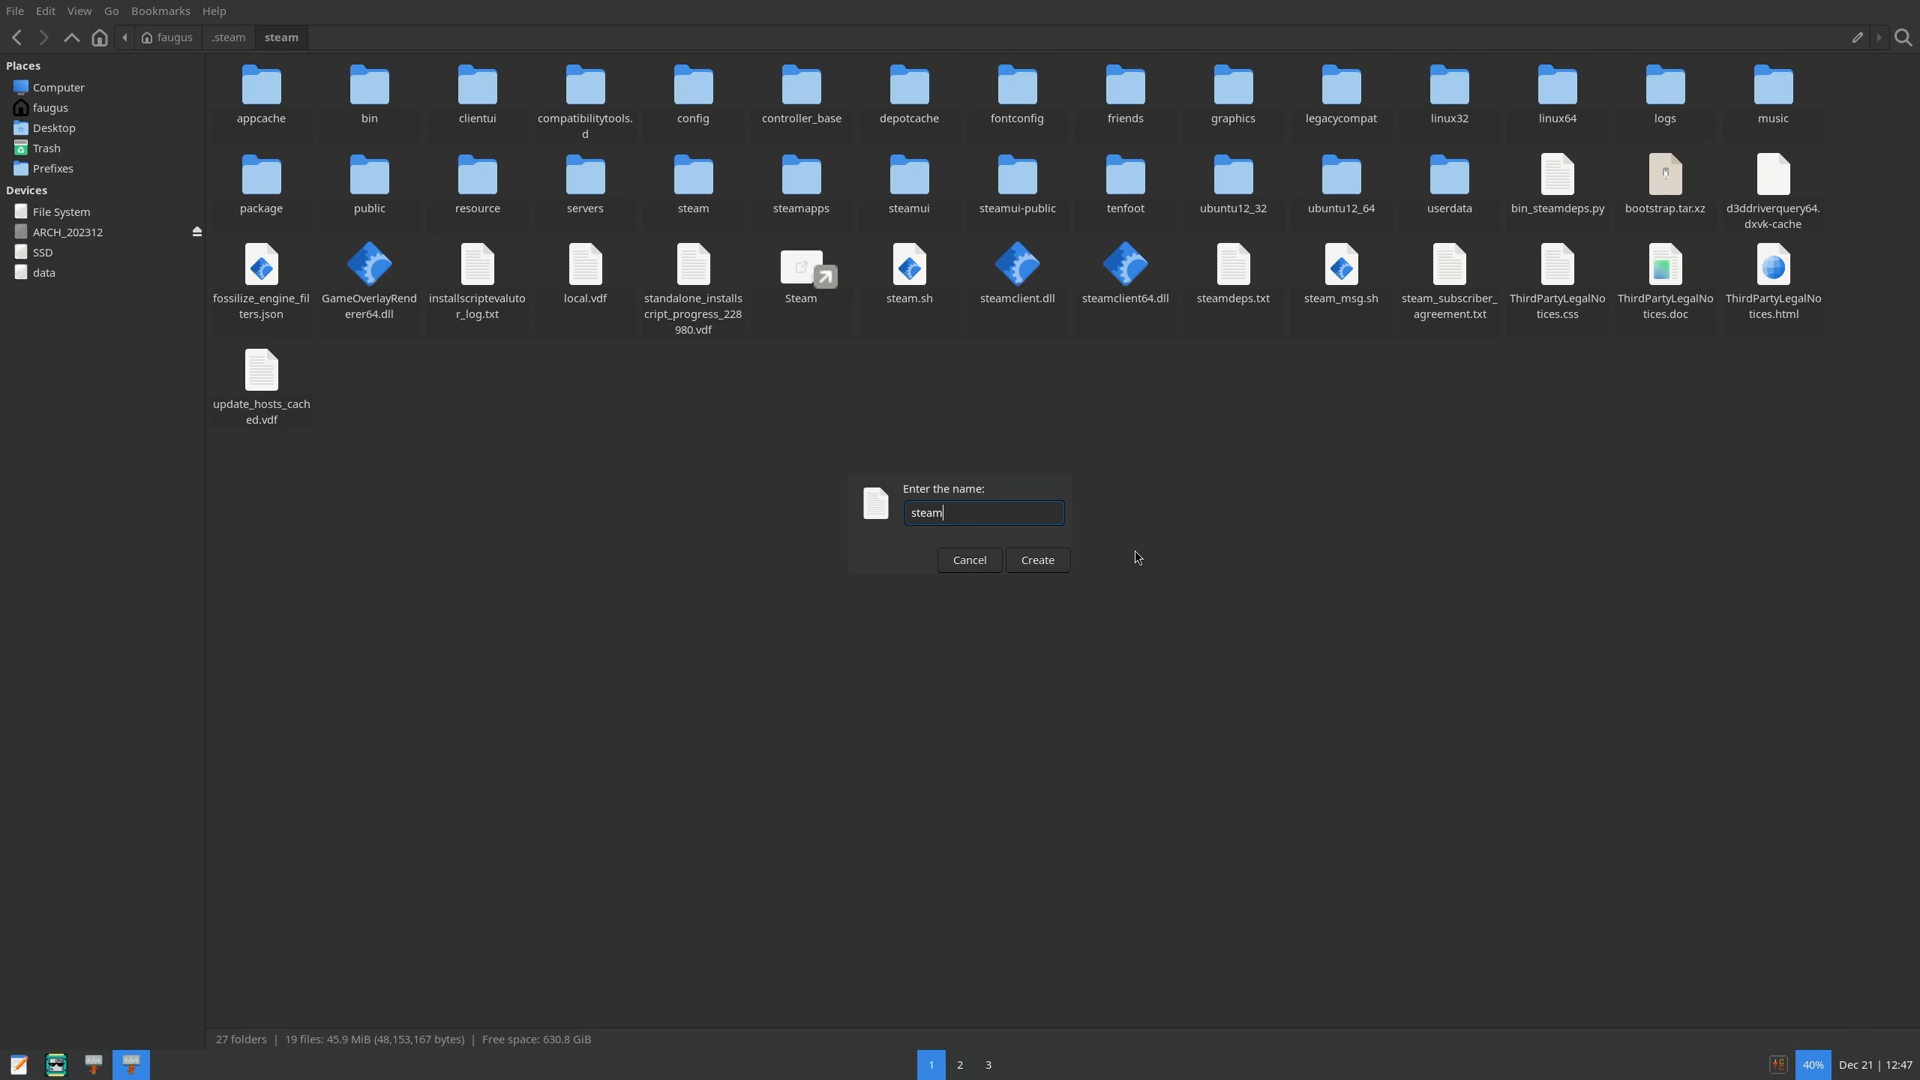 File Edit View Go Bookmarks Help
faugus .steam steam
Places
Computer
faugus
Desktop
Trash
Prefixes
Devices
File System
ARCH_202312
SSD
data
appcache bin clientui compatibilitytools. config controller_base depotcache fontconfig friends graphics legacycompat linux32 linux64 logs music
d
package public resource servers steam steamapps steamui steamui-public tenfoot ubuntu12_32 ubuntu12_64 userdata bin_steamdeps.py bootstrap.tar.xz d3ddriverquery64.
dxvk-cache
fossilize_engine_fil GameOverlayRend installscriptevaluto local.vdf standalone_installs Steam steam.sh steamclient.dll steamclient64.dll steamdeps.txt steam_msg.sh steam_subscriber_ ThirdPartyLegalNo ThirdPartyLegalNo ThirdPartyLegalNo
ters.json erer64.dll r_log.txt cript_progress_228 agreement.txt tices.css tices.doc tices.html
980.vdf
update_hosts_cach
ed.vdf
Enter the name:
steam
Cancel Create
27 folders | 19 files: 45.9 MiB (48,153,167 bytes) | Free space: 630.8 GiB
1 2 3 40% Dec 21 | 12:47